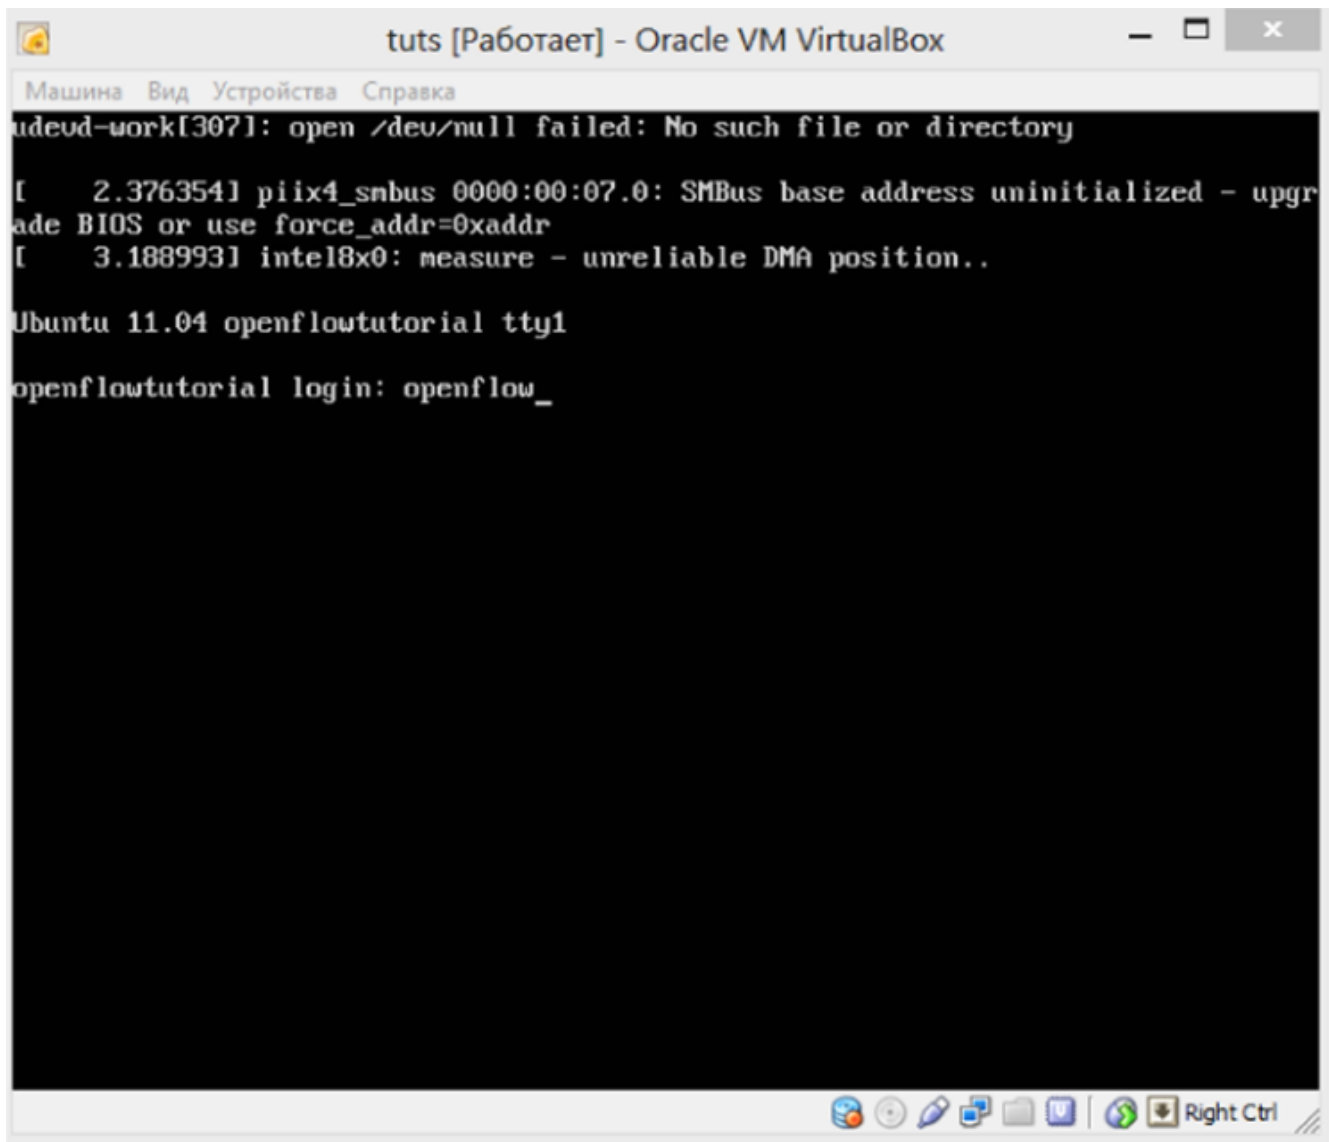 tuts [Работает] - Oracle VM VirtualBox
Машина Вид Устройства Справка
udevd-work[307]: open /dev/null failed: No such file or directory
[    2.376354] piix4_smbus 0000:00:07.0: SMBus base address uninitialized - upgr
ade BIOS or use force_addr=0xaddr
[    3.188993] intel8x0: measure - unreliable DMA position..
Ubuntu 11.04 openflowtutorial tty1
openflowtutorial login: openflow_
Right Ctrl